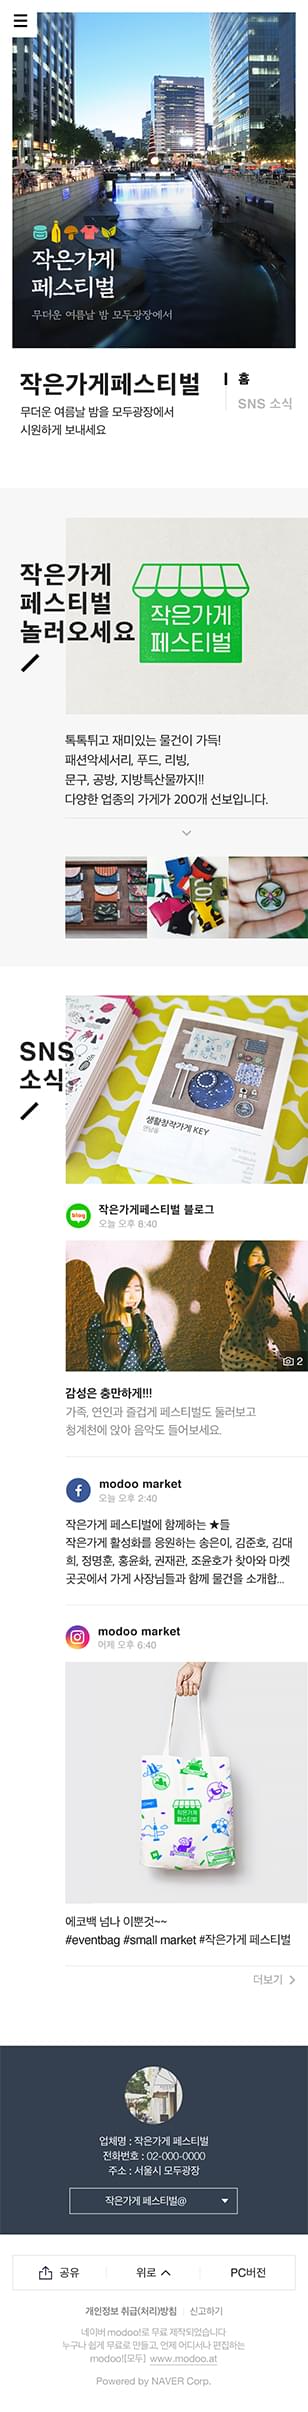 작은가게
페스티벌
무더운 여름날 밤 모두광장에서
작은가게페스티벌
무더운 여름날 밤을 모두광장에서
시원하게 보내세요
홈
SNS 소식
작은가게
페스티벌
놀러오세요
작은가게
페스티벌
톡톡튀고 재미있는 물건이 가득!
패션악세서리, 푸드, 리빙,
문구, 공방, 지방특산물까지!!
다양한 업종의 가게가 200개 선보입니다.
SNS
소식
생활창작가게 KEY
연남동
blog
작은가게페스티벌 블로그
오늘 오후 8:40
2
감성은 충만하게!!!
가족, 연인과 즐겁게 페스티벌도 둘러보고
청계천에 앉아 음악도 들어보세요.
modoo market
오늘 오후 2:40
작은가게 페스티벌에 함께하는 ★들
작은가게 활성화를 응원하는 송은이, 김준호, 김대
희, 정명훈, 홍윤화, 권재관, 조윤호가 찾아와 마켓
곳곳에서 가게 사장님들과 함께 물건을 소개합...
modoo market
어제 오후 6:40
작은가게
페스티벌
에코백 넘나 이쁜것~~
#eventbag #small market #작은가게 페스티벌
더보기
업체명 : 작은가게 페스티벌
전화번호 : 02-000-0000
주소 : 서울시 모두광장
작은가게 페스티벌@
공유
위로
PC버전
개인정보 취급(처리)방침 | 신고하기
네이버 modoo!로 무료 제작되었습니다
누구나 쉽게 무료로 만들고, 언제 어디서나 편집하는
modoo![모두] www.modoo.at
Powered by NAVER Corp.